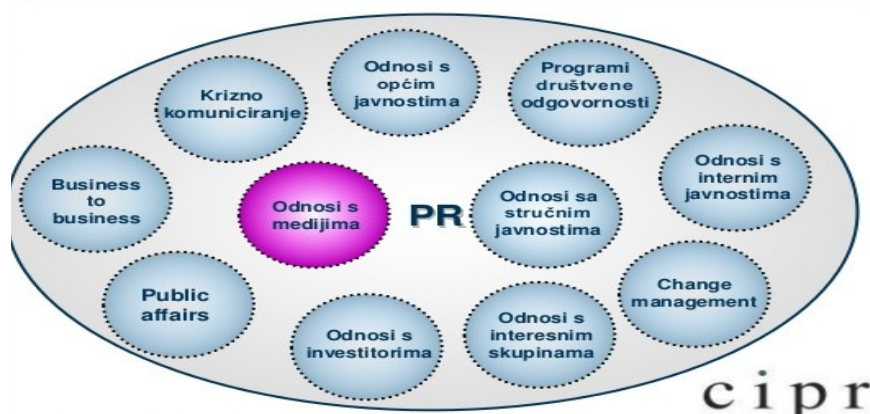 Odnosi s
općim
javnostima
Programi
društvene
odgovornosti
Krizno
komuniciranje
Business
to
business
Odnosi s
medijima
PR
Odnosi sa
stručnim
javnostima
Odnosi s
internim
javnostima
Public
affairs
Odnosi s
investitorima
Odnosi s
interesnim
skupinama
Change
management
cipr